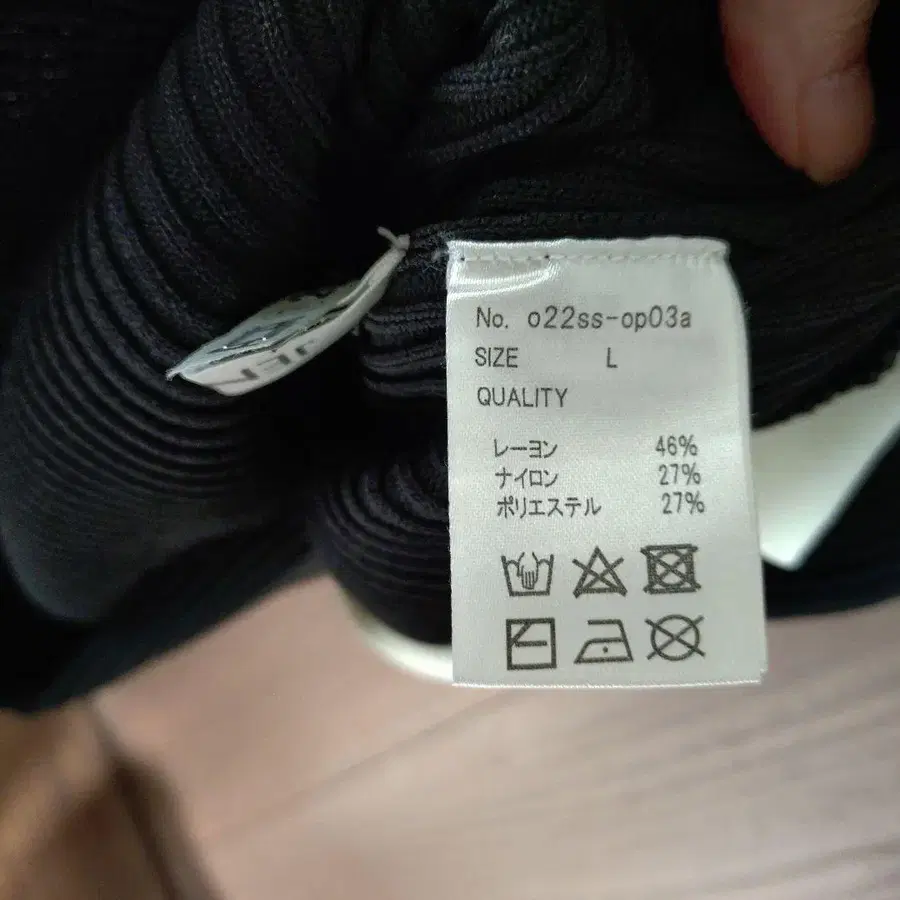 No. o22ss-op03a
SIZE L
QUALITY
レーヨン 46%
ナイロン 27%
ポリエステル 27%